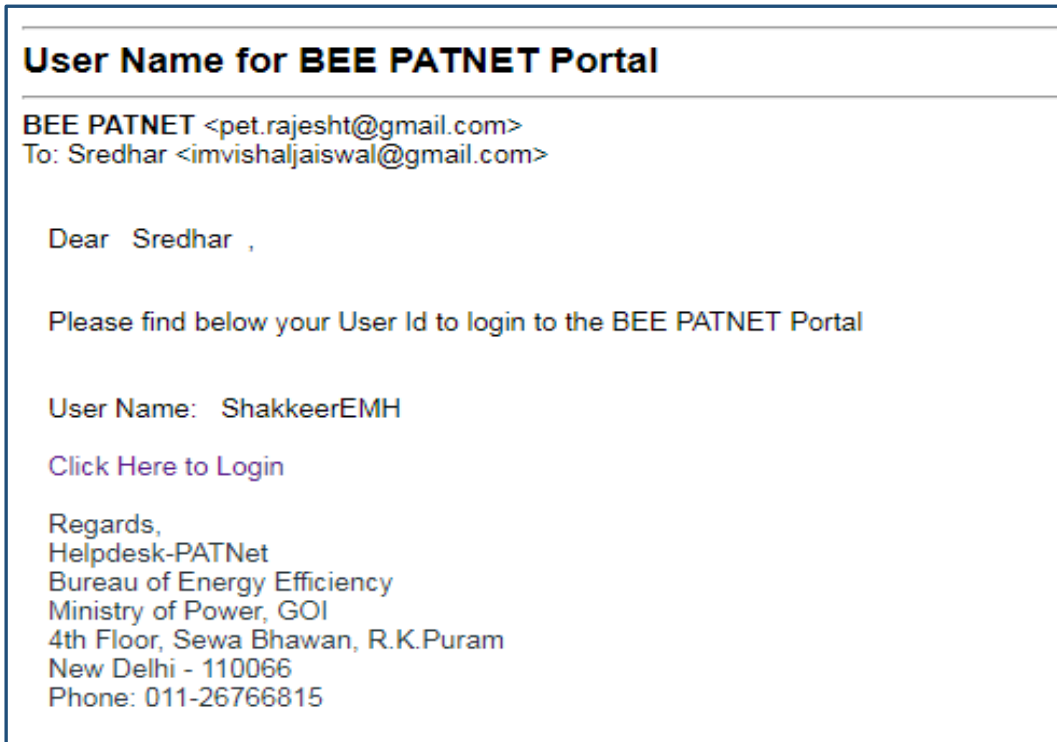 User Name for BEE PATNET Portal
BEE PATNET <pet.rajesht@gmail.com>
To: Sredhar <imvishaljaiswal@gmail.com>
Dear Sredhar ,
Please find below your User Id to login to the BEE PATNET Portal
User Name: ShakkeerEMH
Click Here to Login
Regards,
Helpdesk-PATNet
Bureau of Energy Efficiency
Ministry of Power, GOI
4th Floor, Sewa Bhawan, R.K.Puram
New Delhi - 110066
Phone: 011-26766815